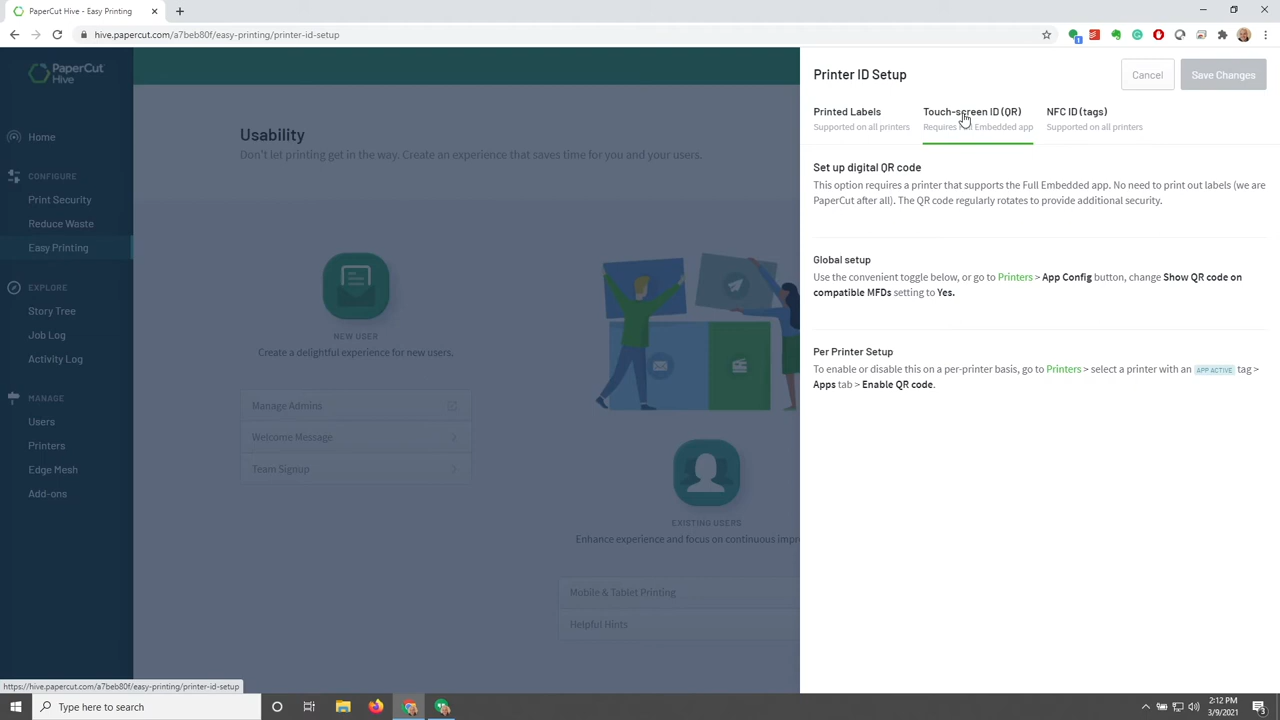 PaperCut Hive - Easy Printing
hive.papercut.com/a7beb80f/easy-printing/printer-id-setup
1
PaperCut
Hive
Home
CONFIGURE
Print Security
Reduce Waste
Easy Printing
EXPLORE
Story Tree
Job Log
Activity Log
MANAGE
Users
Printers
Edge Mesh
Add-ons
Usability
Don't let printing get in the way. Create an experience that saves time for you and your users.
NEW USER
Create a delightful experience for new users.
Manage Admins
Welcome Message
Team Signup
EXISTING USERS
Enhance experience and focus on continuous impr
Mobile & Tablet Printing
Helpful Hints
Printer ID Setup
Cancel
Save Changes
Printed Labels
Supported on all printers
Touch-screen ID (QR)
Requires Full Embedded app
NFC ID (tags)
Supported on all printers
Set up digital QR code
This option requires a printer that supports the Full Embedded app. No need to print out labels (we are
PaperCut after all). The QR code regularly rotates to provide additional security.
Global setup
Use the convenient toggle below, or go to Printers > App Config button, change Show QR code on
compatible MFDs setting to Yes.
Per Printer Setup
To enable or disable this on a per-printer basis, go to Printers > select a printer with an APP ACTIVE tag >
Apps tab > Enable QR code.
https://hive.papercut.com/a7beb80f/easy-printing/printer-id-setup
Type here to search
2:12 PM
3/9/2021
3